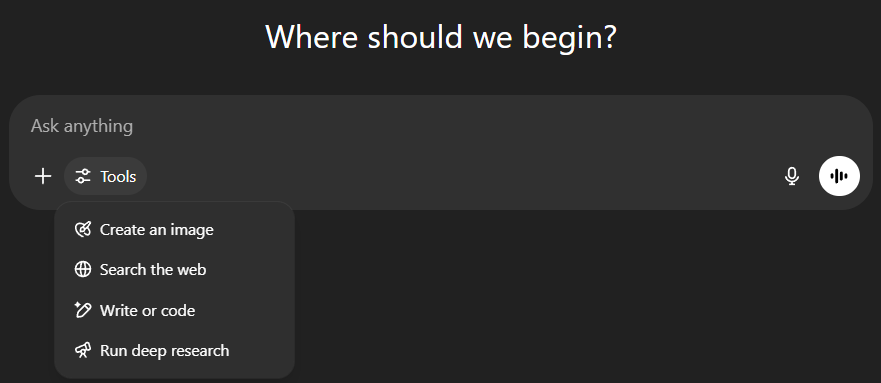 Where should we begin?
Ask anything
Tools
Create an image
Search the web
Write or code
Run deep research